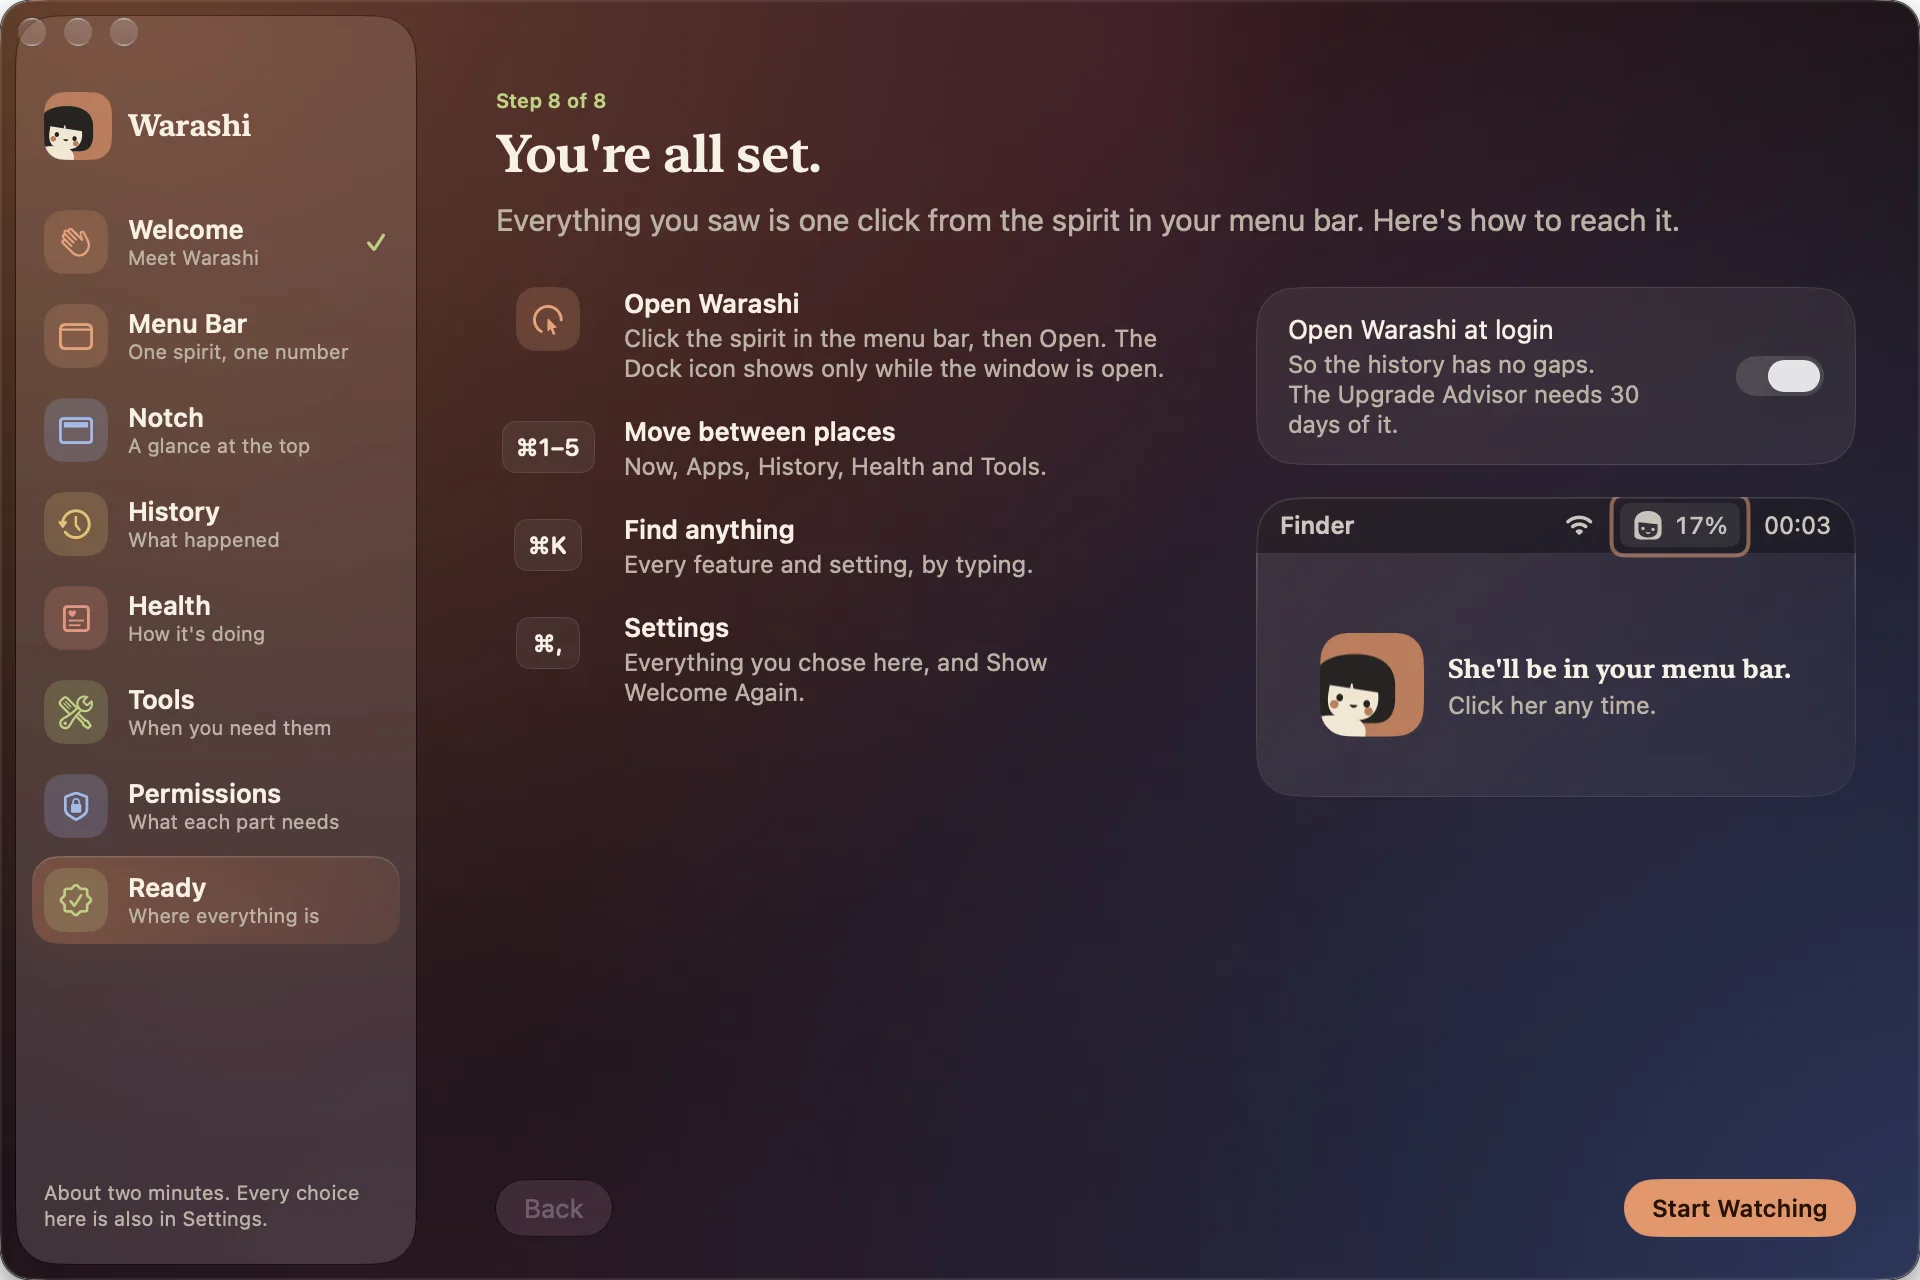 Warashi
Welcome
Meet Warashi
Menu Bar
One spirit, one number
Notch
A glance at the top
History
What happened
Health
How it's doing
Tools
When you need them
Permissions
What each part needs
Ready
Where everything is
About two minutes. Every choice
here is also in Settings.
Step 8 of 8
You're all set.
Everything you saw is one click from the spirit in your menu bar. Here's how to reach it.
Open Warashi
Click the spirit in the menu bar, then Open. The
Dock icon shows only while the window is open.
⌘1–5
Move between places
Now, Apps, History, Health and Tools.
⌘K
Find anything
Every feature and setting, by typing.
⌘,
Settings
Everything you chose here, and Show
Welcome Again.
Open Warashi at login
So the history has no gaps.
The Upgrade Advisor needs 30
days of it.
Finder 17% 00:03
She'll be in your menu bar.
Click her any time.
Back
Start Watching